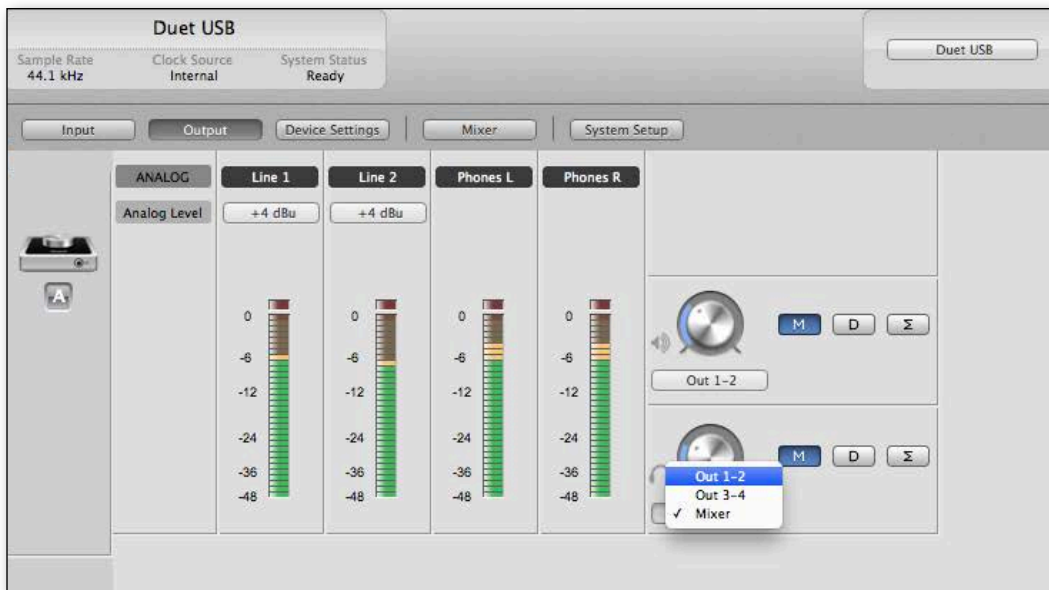 Duet USB
Sample Rate Clock Source System Status
44.1 kHz Internal Ready
Duet USB
Input Output Device Settings Mixer System Setup
ANALOG Line 1 Line 2 Phones L Phones R
Analog Level +4 dBu +4 dBu
A
0 0 0 0
M D Σ
-6 -6 -6 -6
Out 1-2
-12 -12 -12 -12
-24 -24 -24 -24
M D Σ
-36 -36 -36 -36
Out 1-2
-48 -48 -48 -48
Out 3-4
✓ Mixer